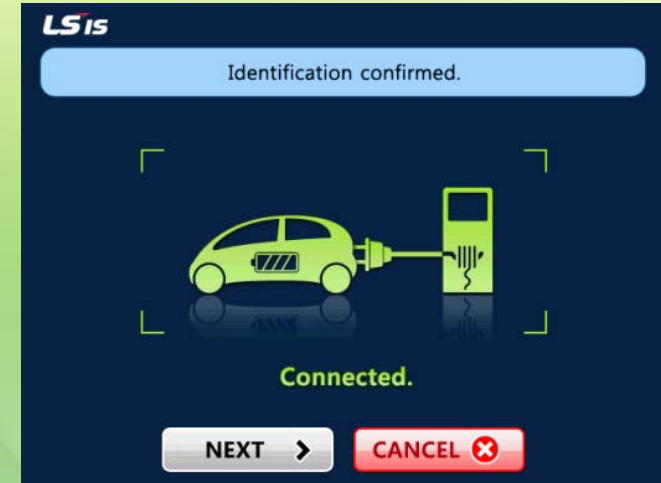 LSIS
Identification confirmed.
Connected.
NEXT
CANCEL